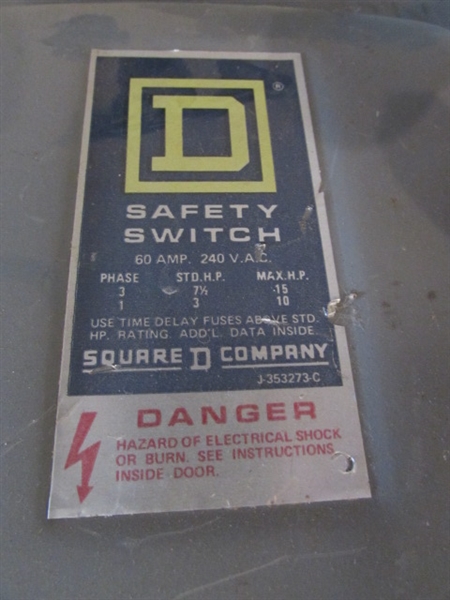 D ®
SAFETY
SWITCH
60 AMP. 240 V.A.C.
PHASE STD.H.P. MAX.H.P.
3 7½ 15
1 3 10
USE TIME DELAY FUSES ABOVE STD.
HP. RATING. ADD'L. DATA INSIDE.
SQUARE D COMPANY
J-353273-C
DANGER
HAZARD OF ELECTRICAL SHOCK
OR BURN. SEE INSTRUCTIONS
INSIDE DOOR.